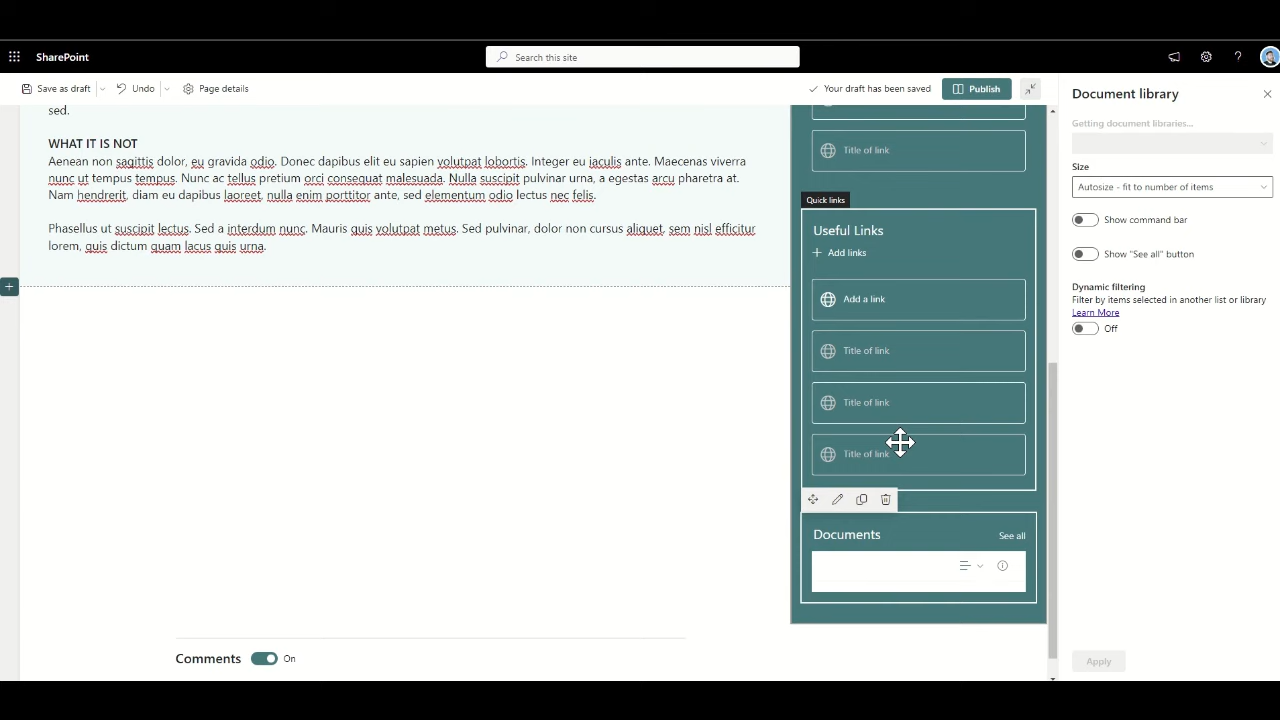 SharePoint
Search this site
Save as draft
Undo
Page details
Your draft has been saved
Publish
sed.
WHAT IT IS NOT
Aenean non sagittis dolor, eu gravida odio. Donec dapibus elit eu sapien volutpat lobortis. Integer eu iaculis ante. Maecenas viverra
nunc ut tempus tempus. Nunc ac tellus pretium orci consequat malesuada. Nulla suscipit pulvinar urna, a egestas arcu pharetra at.
Nam hendrerit, diam eu dapibus laoreet, nulla enim porttitor ante, sed elementum odio lectus nec felis.
Phasellus ut suscipit lectus. Sed a interdum nunc. Mauris quis volutpat metus. Sed pulvinar, dolor non cursus aliquet, sem nisl efficitur
lorem, quis dictum quam lacus quis urna.
Comments
On
Title of link
Quick links
Useful Links
Add links
Add a link
Title of link
Title of link
Title of link
Documents
See all
Document library
Getting document libraries...
Size
Autosize - fit to number of items
Show command bar
Show "See all" button
Dynamic filtering
Filter by items selected in another list or library
Learn More
Off
Apply